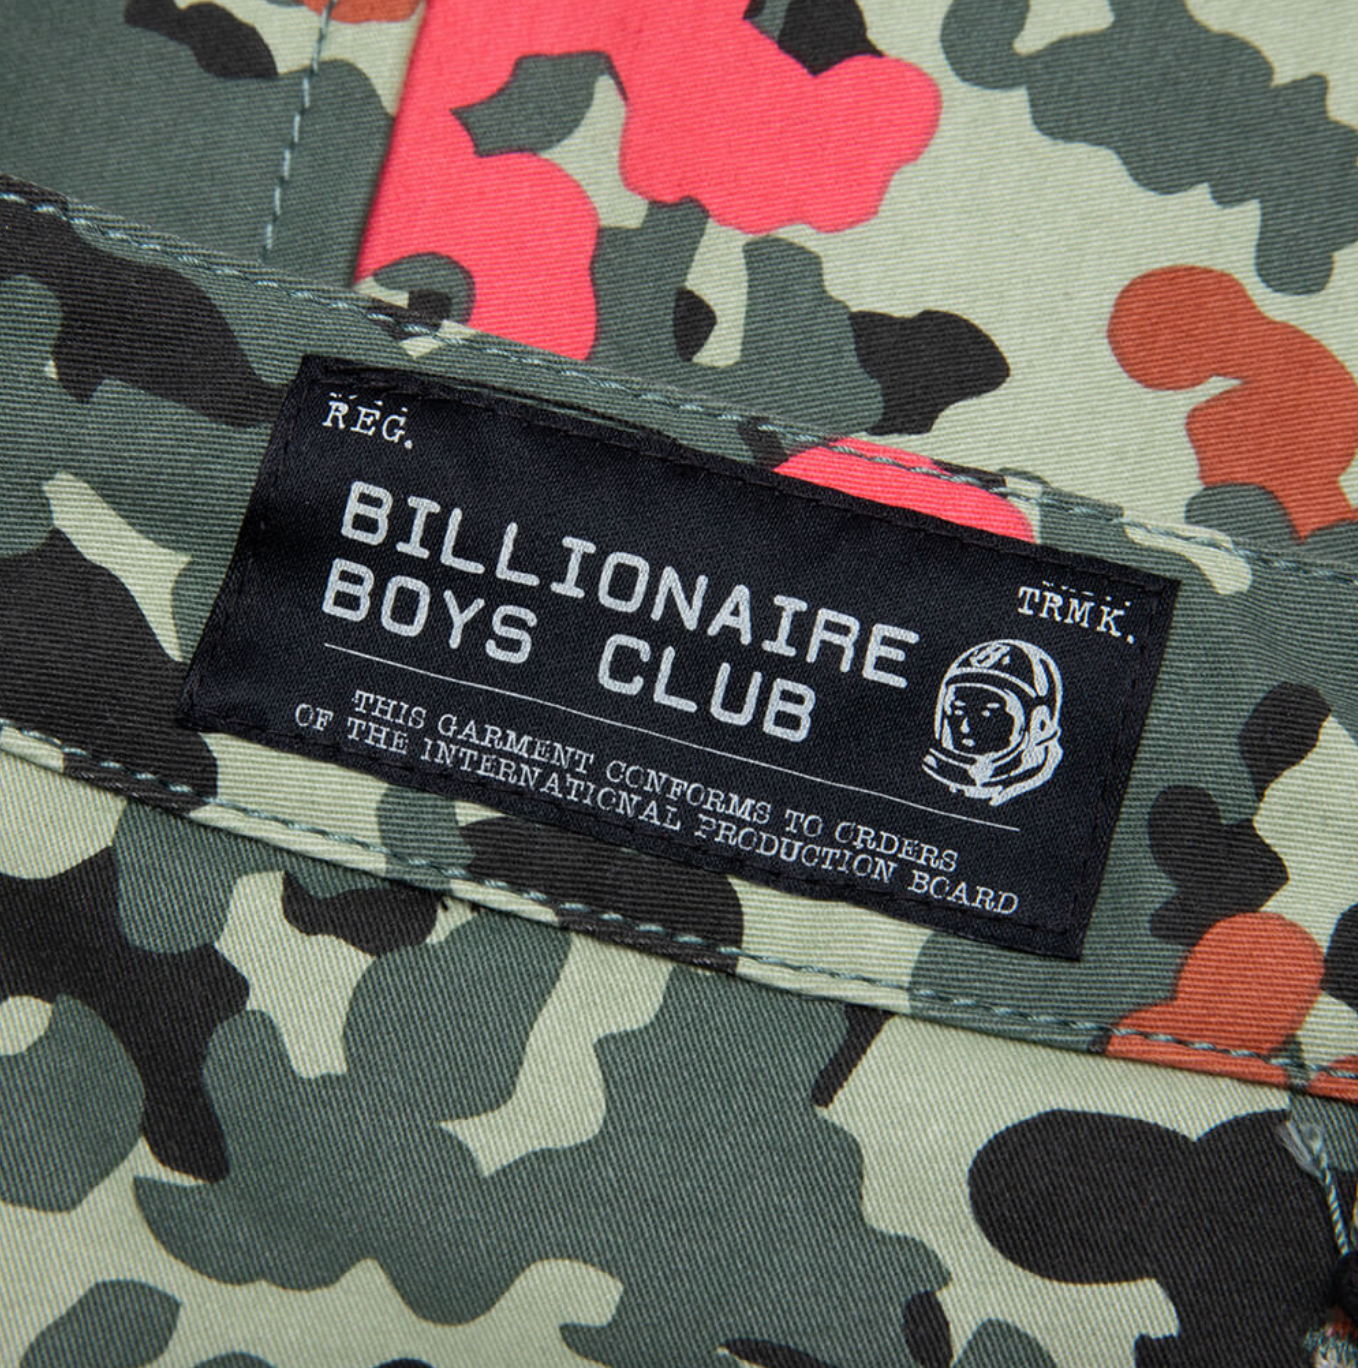 REG.
BILLIONAIRE
BOYS CLUB
TRMK.
THIS GARMENT CONFORMS TO ORDERS
OF THE INTERNATIONAL PRODUCTION BOARD